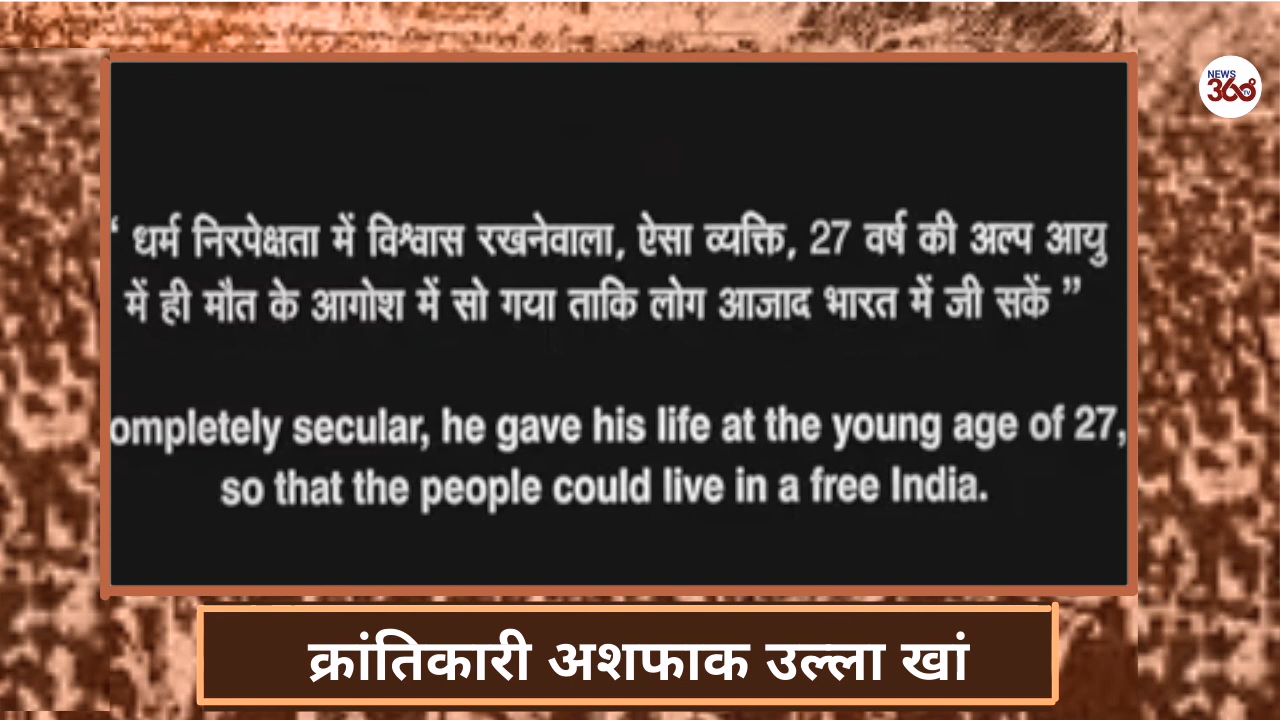 NEWS
360
TV
‘ धर्म निरपेक्षता में विश्वास रखनेवाला, ऐसा व्यक्ति, 27 वर्ष की अल्प आयु
में ही मौत के आगोश में सो गया ताकि लोग आजाद भारत में जी सकें ”
ompletely secular, he gave his life at the young age of 27,
so that the people could live in a free India.
क्रांतिकारी अशफाक उल्ला खां